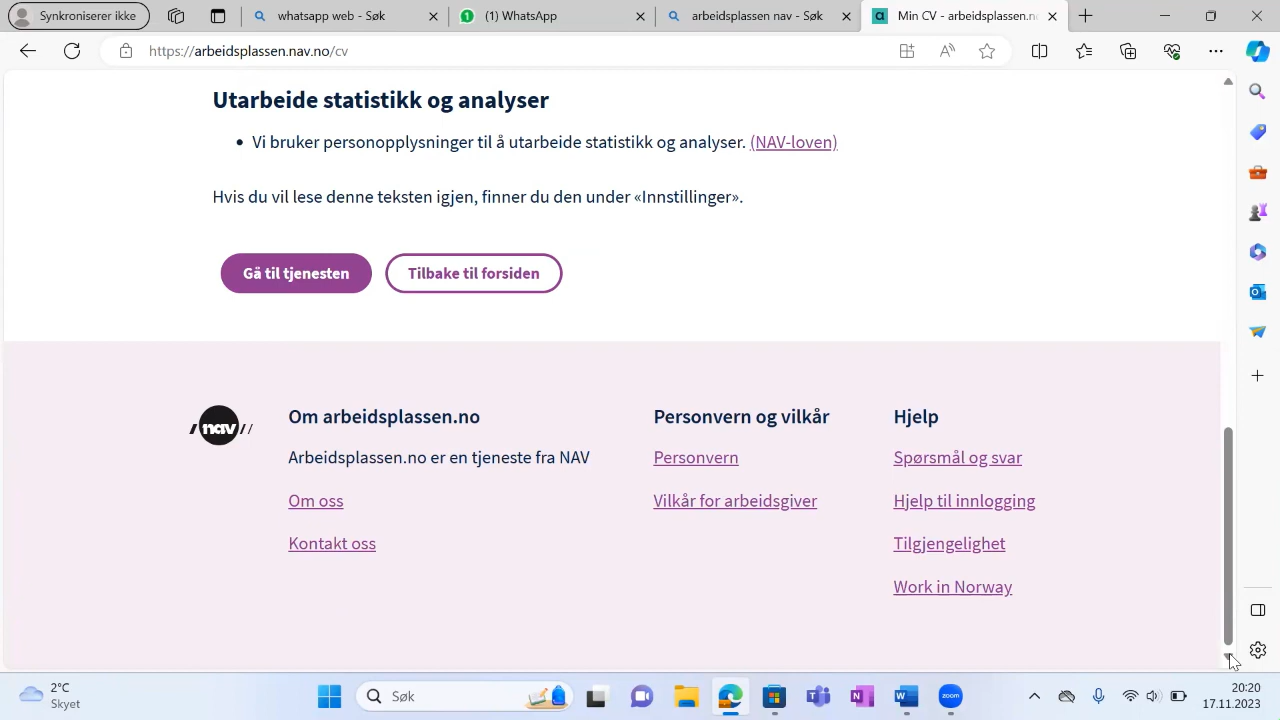 Synkroniserer ikke
whatsapp web - Søk
(1) WhatsApp
arbeidsplassen nav - Søk
Min CV - arbeidsplassen.n
https://arbeidsplassen.nav.no/cv
Utarbeide statistikk og analyser
• Vi bruker personopplysninger til å utarbeide statistikk og analyser. (NAV-loven)
Hvis du vil lese denne teksten igjen, finner du den under «Innstillinger».
Gå til tjenesten
Tilbake til forsiden
nav
Om arbeidsplassen.no
Arbeidsplassen.no er en tjeneste fra NAV
Om oss
Kontakt oss
Personvern og vilkår
Personvern
Vilkår for arbeidsgiver
Hjelp
Spørsmål og svar
Hjelp til innlogging
Tilgjengelighet
Work in Norway
2°C
Skyet
Søk
zoom
20:20
17.11.2023